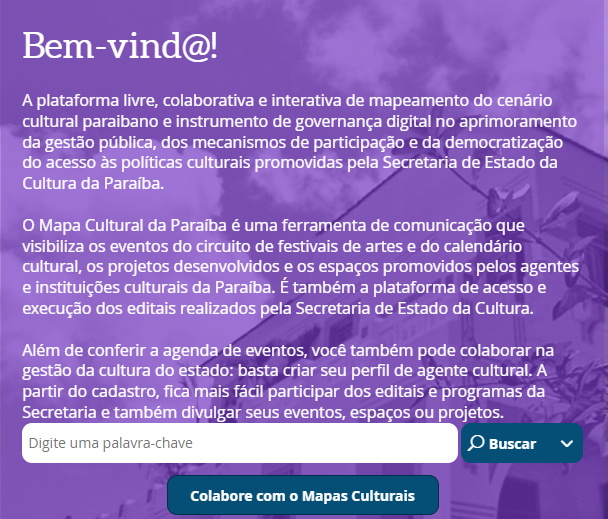 Bem-vind@!
A plataforma livre, colaborativa e interativa de mapeamento do cenário
cultural paraibano e instrumento de governança digital no aprimoramento
da gestão pública, dos mecanismos de participação e da democratização
do acesso às políticas culturais promovidas pela Secretaria de Estado da
Cultura da Paraíba.
O Mapa Cultural da Paraíba é uma ferramenta de comunicação que
visibiliza os eventos do circuito de festivais de artes e do calendário
cultural, os projetos desenvolvidos e os espaços promovidos pelos agentes
e instituições culturais da Paraíba. É também a plataforma de acesso e
execução dos editais realizados pela Secretaria de Estado da Cultura.
Além de conferir a agenda de eventos, você também pode colaborar na
gestão da cultura do estado: basta criar seu perfil de agente cultural. A
partir do cadastro, fica mais fácil participar dos editais e programas da
Secretaria e também divulgar seus eventos, espaços ou projetos.
Digite uma palavra-chave
Buscar
Colabore com o Mapas Culturais